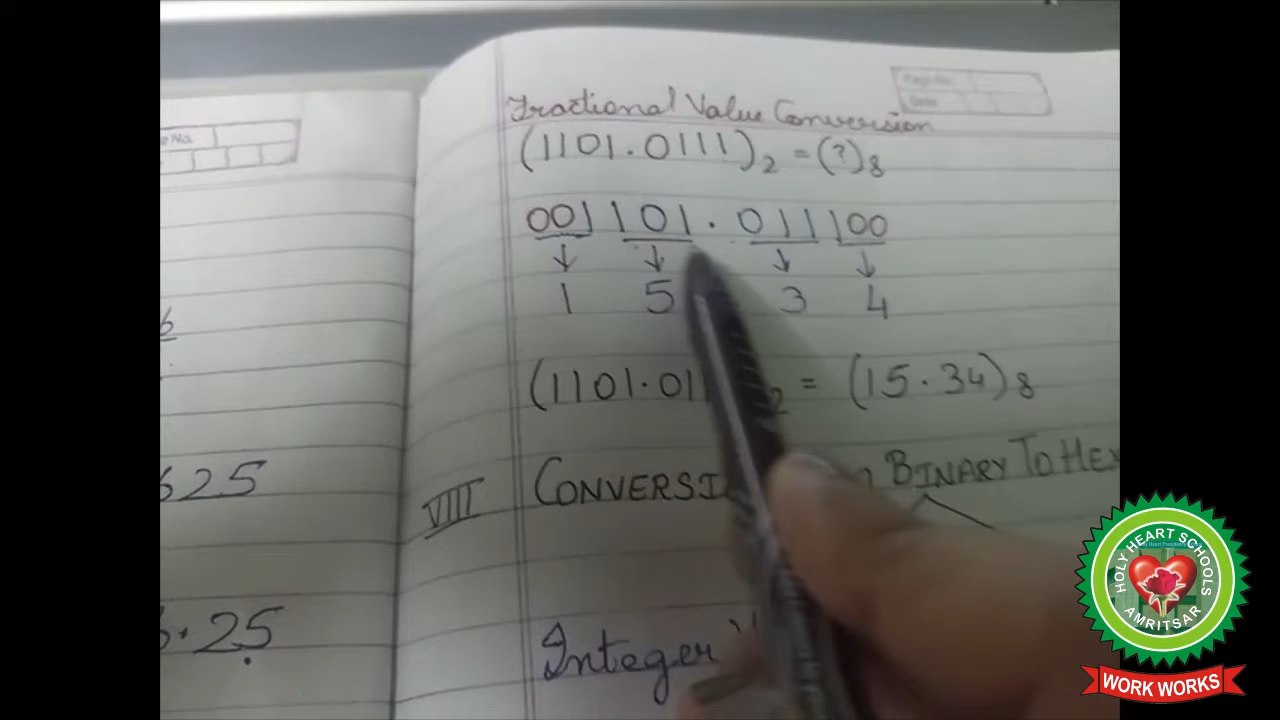 Fractional Value Conversion
(1101.0111)2 = (?)8
001 101 . 011 100
1 5 3 4
(1101.01 2 = (15.34)8
625
VIII CONVERSI BINARY TO HEX
.25
Integer
HOLY HEART SCHOOLS
AMRITSAR
WORK WORKS